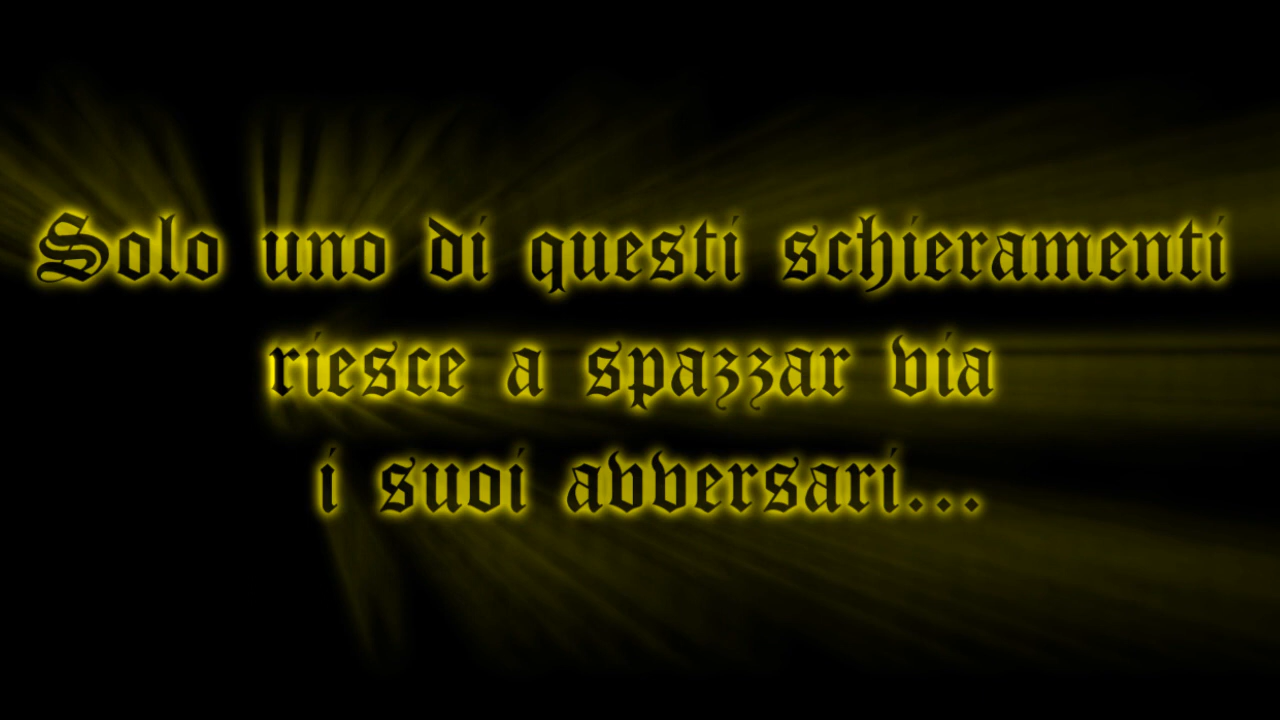 Solo uno di questi schieramenti
riesce a spazzar via
i suoi avversari...